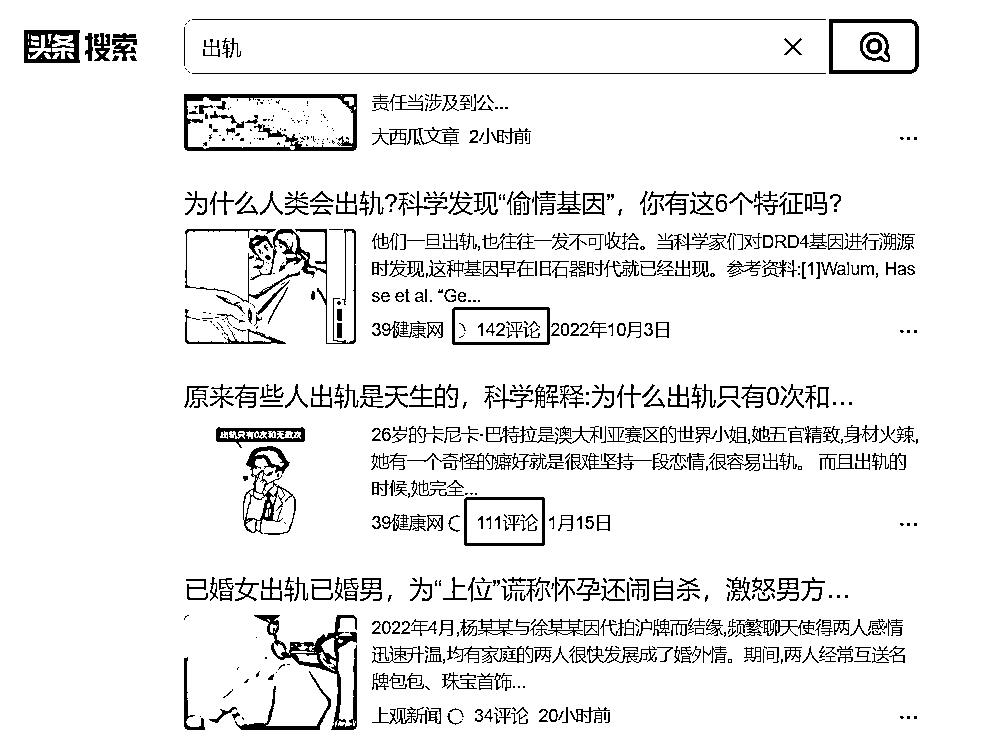 头条搜索
出轨
责任当涉及到公...
大西瓜文章 2小时前
为什么人类会出轨?科学发现“偷情基因”，你有这6个特征吗?
他们一旦出轨,也往往一发不可收拾。当科学家们对DRD4基因进行溯源
时发现,这种基因早在旧石器时代就已经出现。参考资料:[1]Walum, Has
se et al. “Ge...
39健康网 142评论 2022年10月3日
原来有些人出轨是天生的，科学解释:为什么出轨只有0次和...
出轨只有0次和无数次
26岁的卡尼卡·巴特拉是澳大利亚赛区的世界小姐,她五官精致,身材火辣,
她有一个奇怪的癖好就是很难坚持一段恋情,很容易出轨。 而且出轨的
时候,她完全...
39健康网 111评论 1月15日
已婚女出轨已婚男，为“上位”谎称怀孕还闹自杀，激怒男方...
2022年4月,杨某某与徐某某因代拍沪牌而结缘,频繁聊天使得两人感情
迅速升温,均有家庭的两人很快发展成了婚外情。期间,两人经常互送名
牌包包、珠宝首饰...
上观新闻 34评论 20小时前